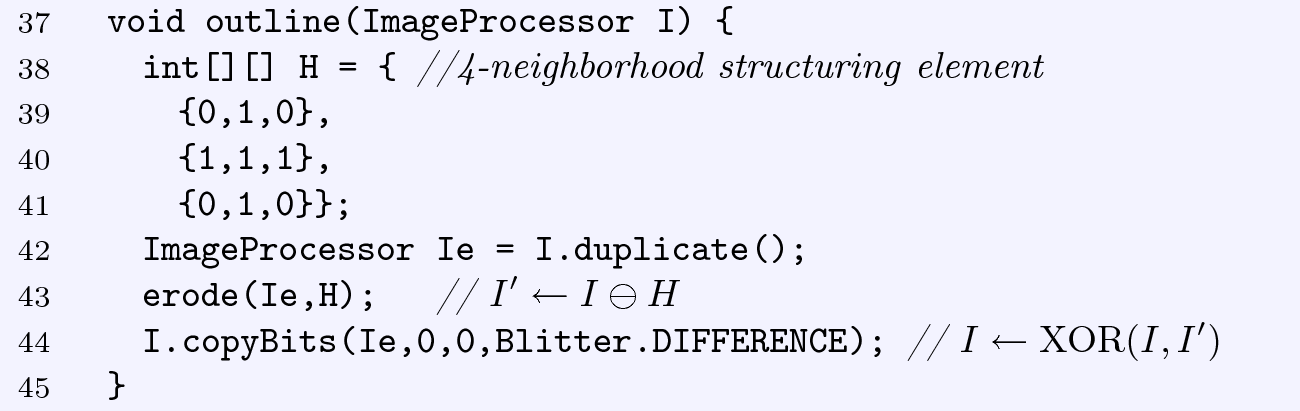 37 void outline(ImageProcessor I) {
38 int[][] H = { //4-neighborhood structuring element
39 {0,1,0},
40 {1,1,1},
41 {0,1,0}};
42 ImageProcessor Ie = I.duplicate();
43 erode(Ie,H); // I′ ← I ⊖ H
44 I.copyBits(Ie,0,0,Blitter.DIFFERENCE); // I ← XOR(I, I′)
45 }